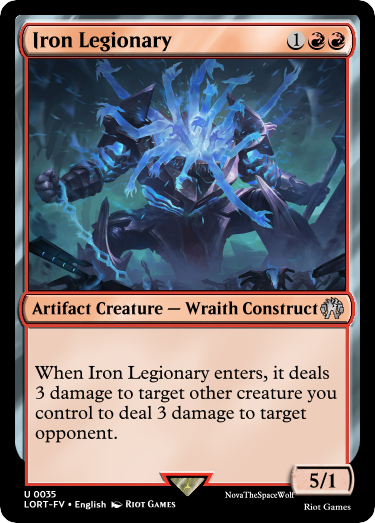 Iron Legionary 1
Artifact Creature — Wraith Construct
When Iron Legionary enters, it deals
3 damage to target other creature you
control to deal 3 damage to target
opponent.
5/1
U 0035
LORT-FV • English Riot Games
NovaTheSpaceWolf
Riot Games